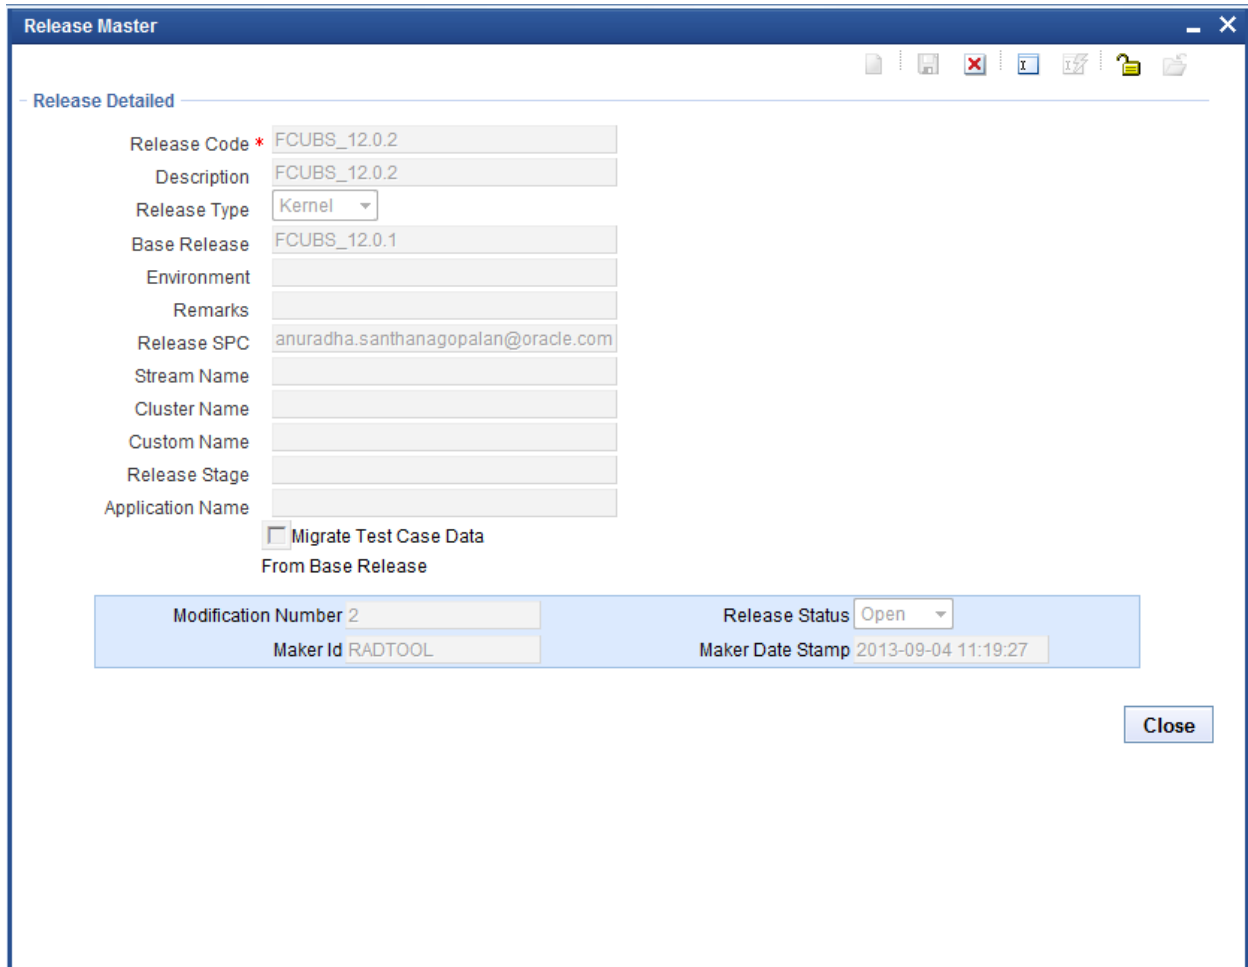 Release Master
Release Detailed
Release Code * FCUBS_12.0.2
Description FCUBS_12.0.2
Release Type Kernel
Base Release FCUBS_12.0.1
Environment
Remarks
Release SPC anuradha.santhanagopalan@oracle.com
Stream Name
Cluster Name
Custom Name
Release Stage
Application Name
Migrate Test Case Data
From Base Release
Modification Number 2 Release Status Open
Maker Id RADTOOL Maker Date Stamp 2013-09-04 11:19:27
Close